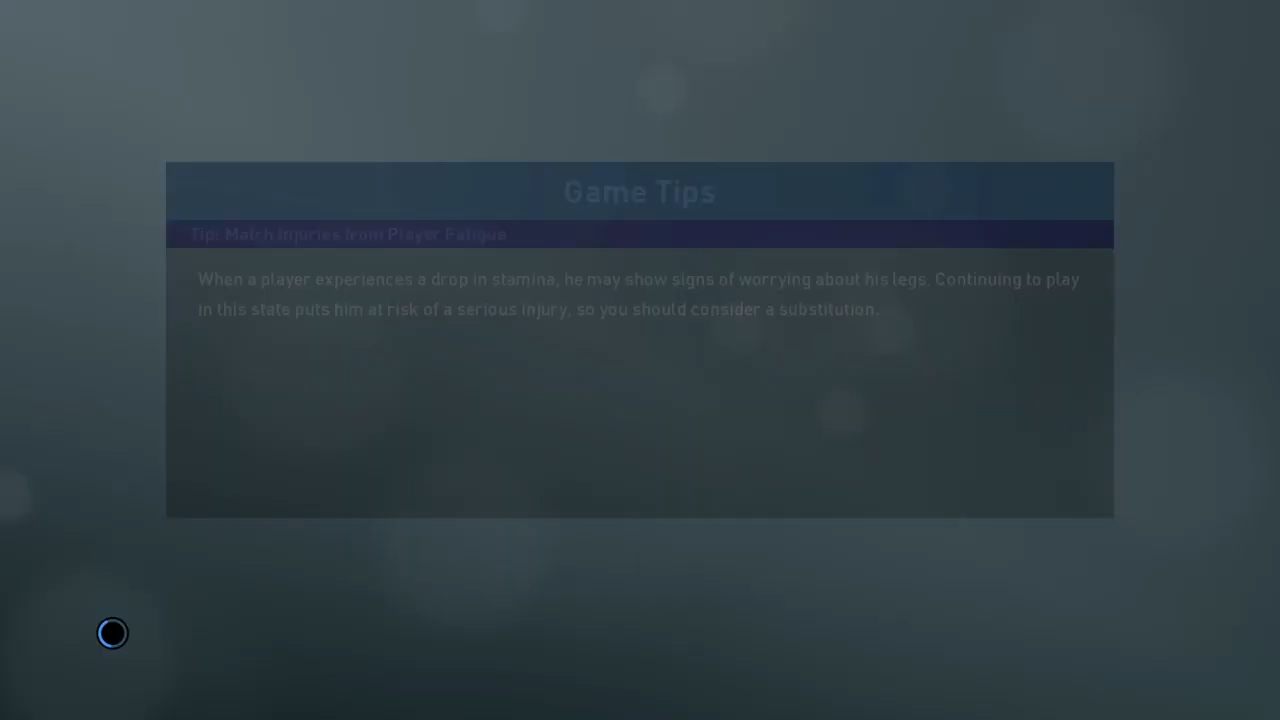 Game Tips
Tip: Match Injuries from Player Fatigue
When a player experiences a drop in stamina, he may show signs of worrying about his legs. Continuing to play
in this state puts him at risk of a serious injury, so you should consider a substitution.